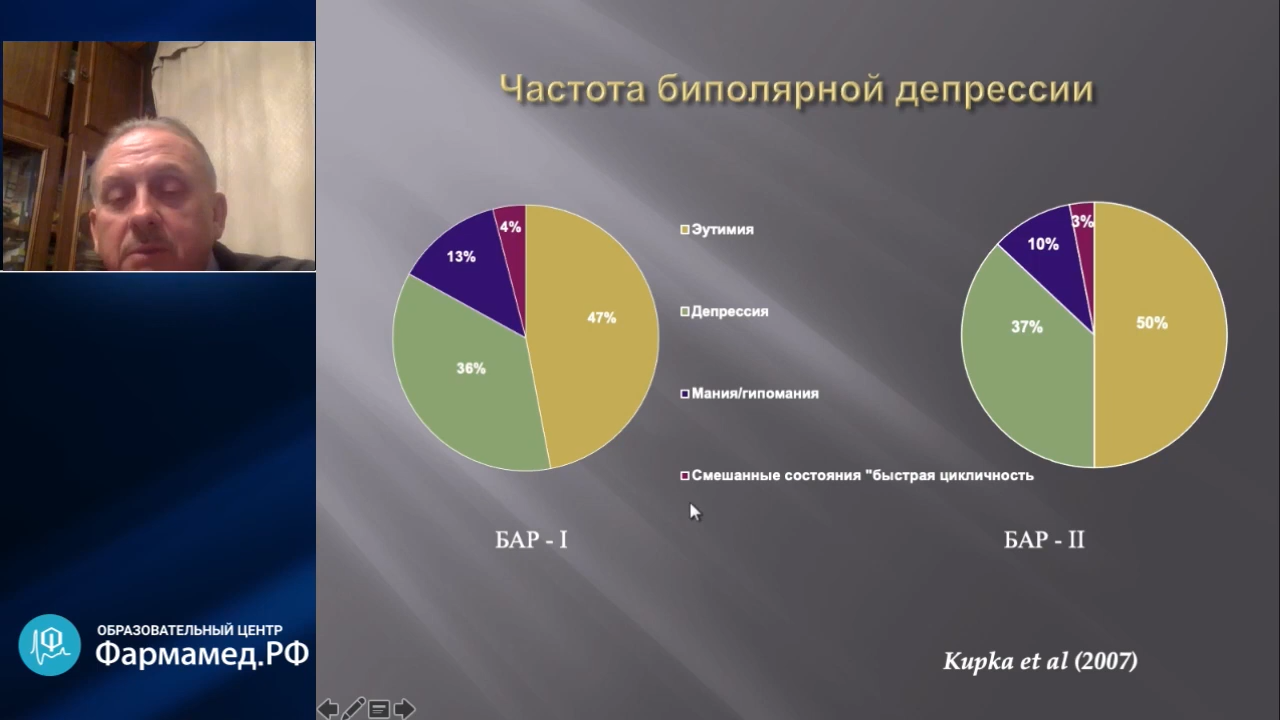 Частота биполярной депрессии
4%
13%
47%
36%
Эутимия
Депрессия
Мания/гипомания
Смешанные состояния "быстрая цикличность
3%
10%
37%
50%
БАР - I
БАР - II
Kupka et al (2007)
ОБРАЗОВАТЕЛЬНЫЙ ЦЕНТР
Фармамед.РФ